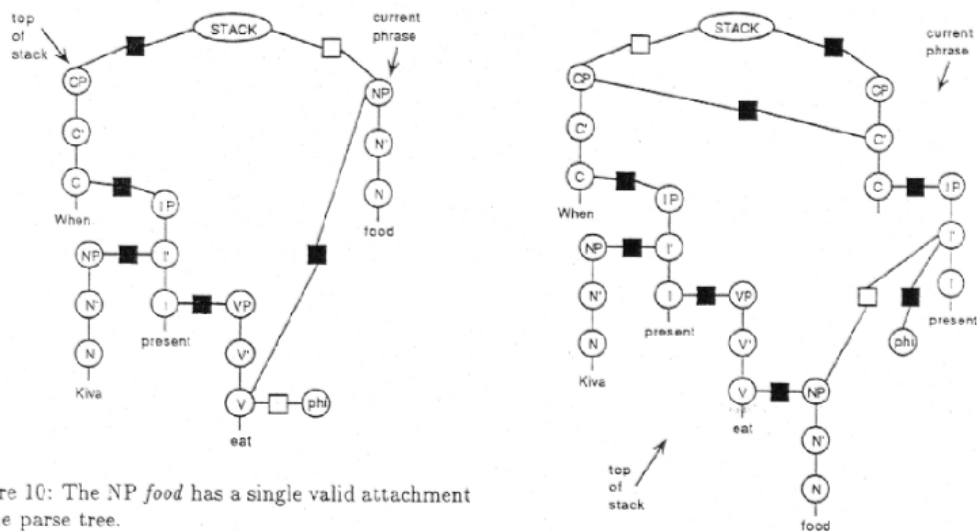 top
of
stack
STACK
current
phrase
CP
NP
C'
N'
C
IP
N
When
food
NP
I'
N'
I
VP
present
N
V'
Kiva
V
phi
eat
re 10: The NP food has a single valid attachment
e parse tree.
STACK
current
phrase
CP
CP
C'
C'
C
C
IP
When
IP
I'
NP
I'
I
N'
I
VP
phi
present
present
N
V'
Kiva
V
NP
eat
N'
top
of
stack
N
food